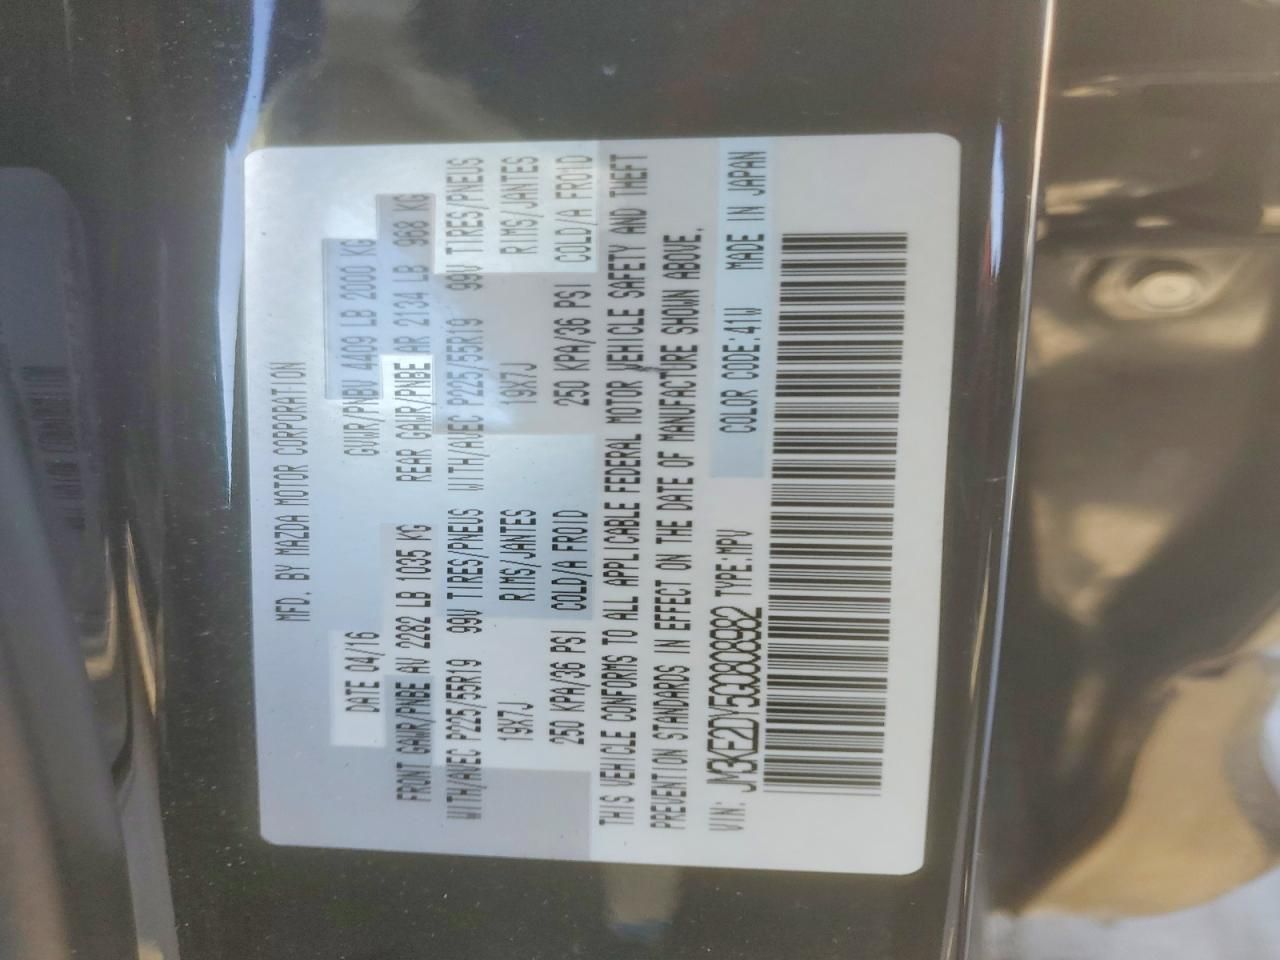 MFD. BY MAZDA MOTOR CORPORATION
DATE 04/16 GVWR/PNBV 4409 LB 2000 KG
FRONT GAWR/PNBE AV 2282 LB 1035 KG REAR GAWR/PNBE AR 2134 LB 968 KG
WITH/AVEC P225/55R19 99V TIRES/PNEUS WITH/AVEC P225/55R19 99V TIRES/PNEUS
19X7J RIMS/JANTES 19X7J RIMS/JANTES
250 KPA/36 PSI COLD/A FROID 250 KPA/36 PSI COLD/A FROID
THIS VEHICLE CONFORMS TO ALL APPLICABLE FEDERAL MOTOR VEHICLE SAFETY AND THEFT
PREVENTION STANDARDS IN EFFECT ON THE DATE OF MANUFACTURE SHOWN ABOVE.
VIN: JM3KE2DY5G0808982 TYPE:MPV COLOR CODE:41W MADE IN JAPAN